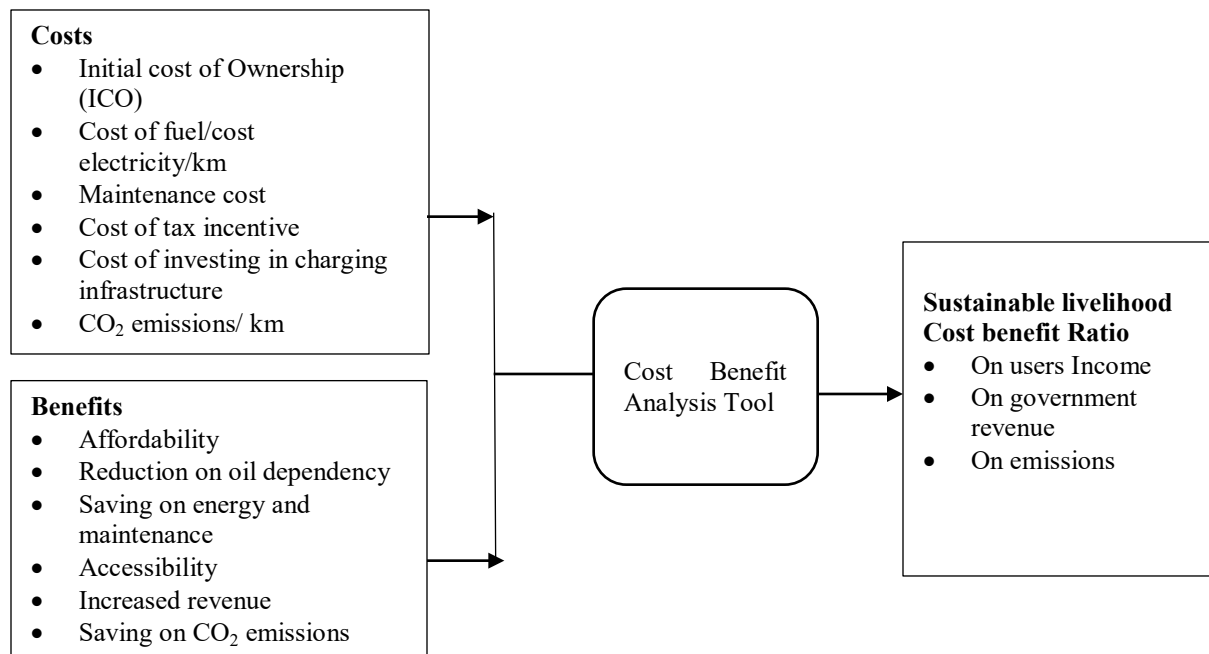 Costs
• Initial cost of Ownership
(ICO)
• Cost of fuel/cost
electricity/km
• Maintenance cost
• Cost of tax incentive
• Cost of investing in charging
infrastructure
• CO₂ emissions/ km
Benefits
• Affordability
• Reduction on oil dependency
• Saving on energy and
maintenance
• Accessibility
• Increased revenue
• Saving on CO₂ emissions
Cost Benefit
Analysis Tool
Sustainable livelihood
Cost benefit Ratio
• On users Income
• On government
revenue
• On emissions